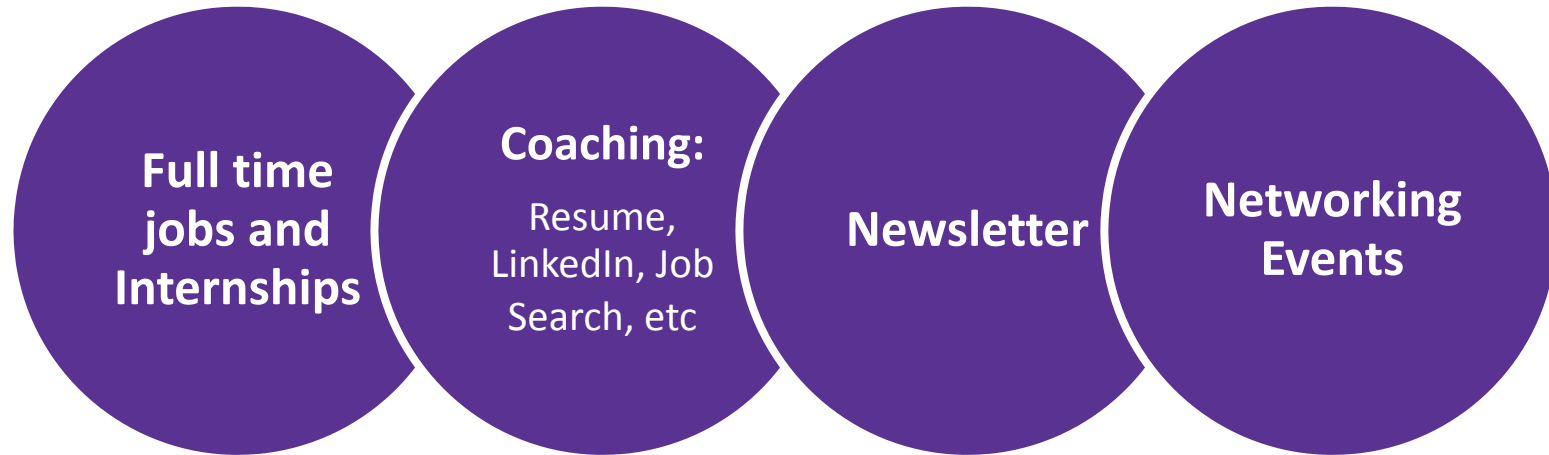 Full time
jobs and
Internships
Coaching:
Resume,
LinkedIn, Job
Search, etc
Newsletter
Networking
Events